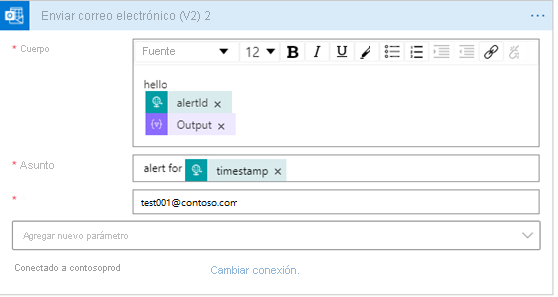 Enviar correo electrónico (V2) 2
* Cuerpo
Fuente 12 B I U
hello
alertId ×
{v} Output ×
* Asunto
alert for timestamp ×
*
test001@contoso.com
Agregar nuevo parámetro
Conectado a contosoprod Cambiar conexión.